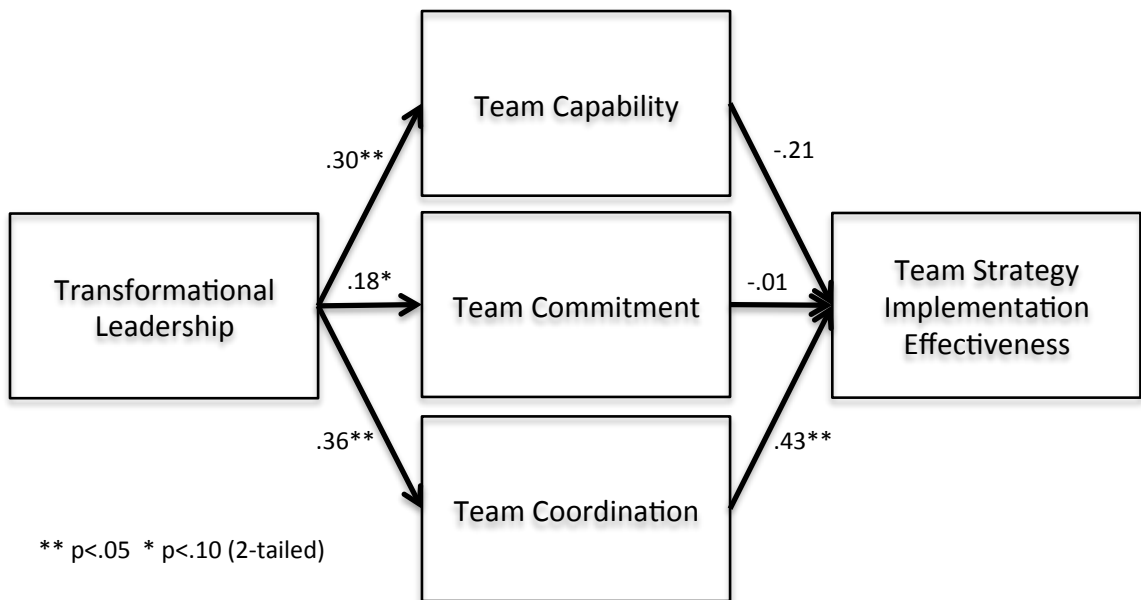 Team Capability
.30**
-.21
Transformational
Leadership
.18*
Team Commitment
-.01
Team Strategy
Implementation
Effectiveness
.36**
.43**
Team Coordination
** p<.05 * p<.10 (2-tailed)